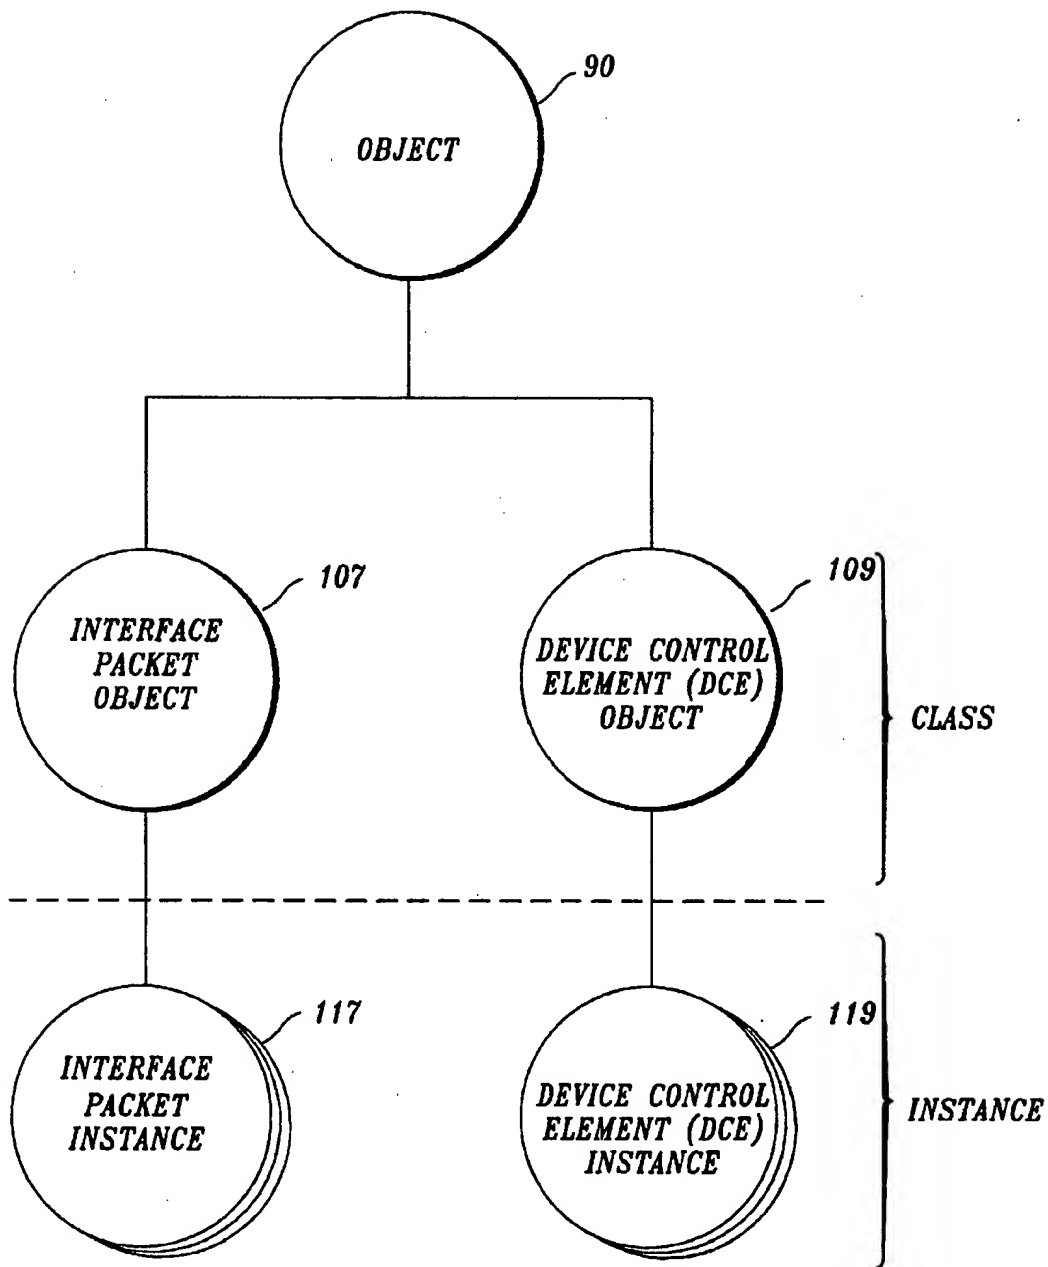 90
OBJECT
107
109
INTERFACE
PACKET
OBJECT
DEVICE CONTROL
ELEMENT (DCE)
OBJECT
CLASS
117
119
INTERFACE
PACKET
INSTANCE
DEVICE CONTROL
ELEMENT (DCE)
INSTANCE
INSTANCE